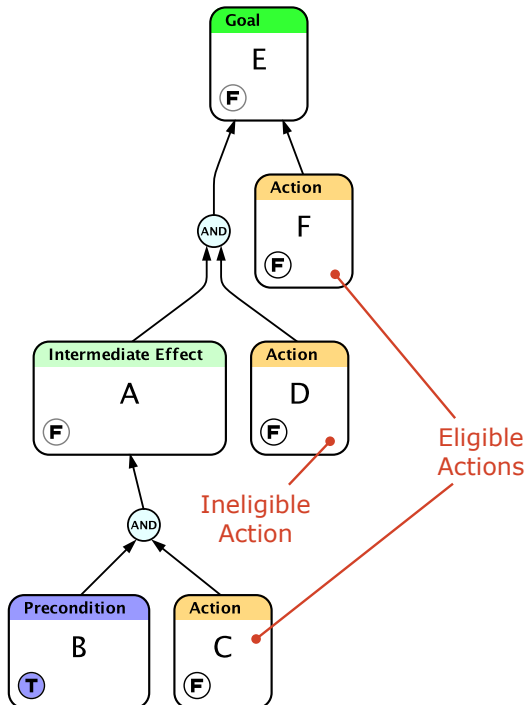 Goal
E
F
Action
F
F
AND
Intermediate Effect
A
F
Action
D
F
Eligible
Actions
Ineligible
Action
AND
Precondition
B
T
Action
C
F